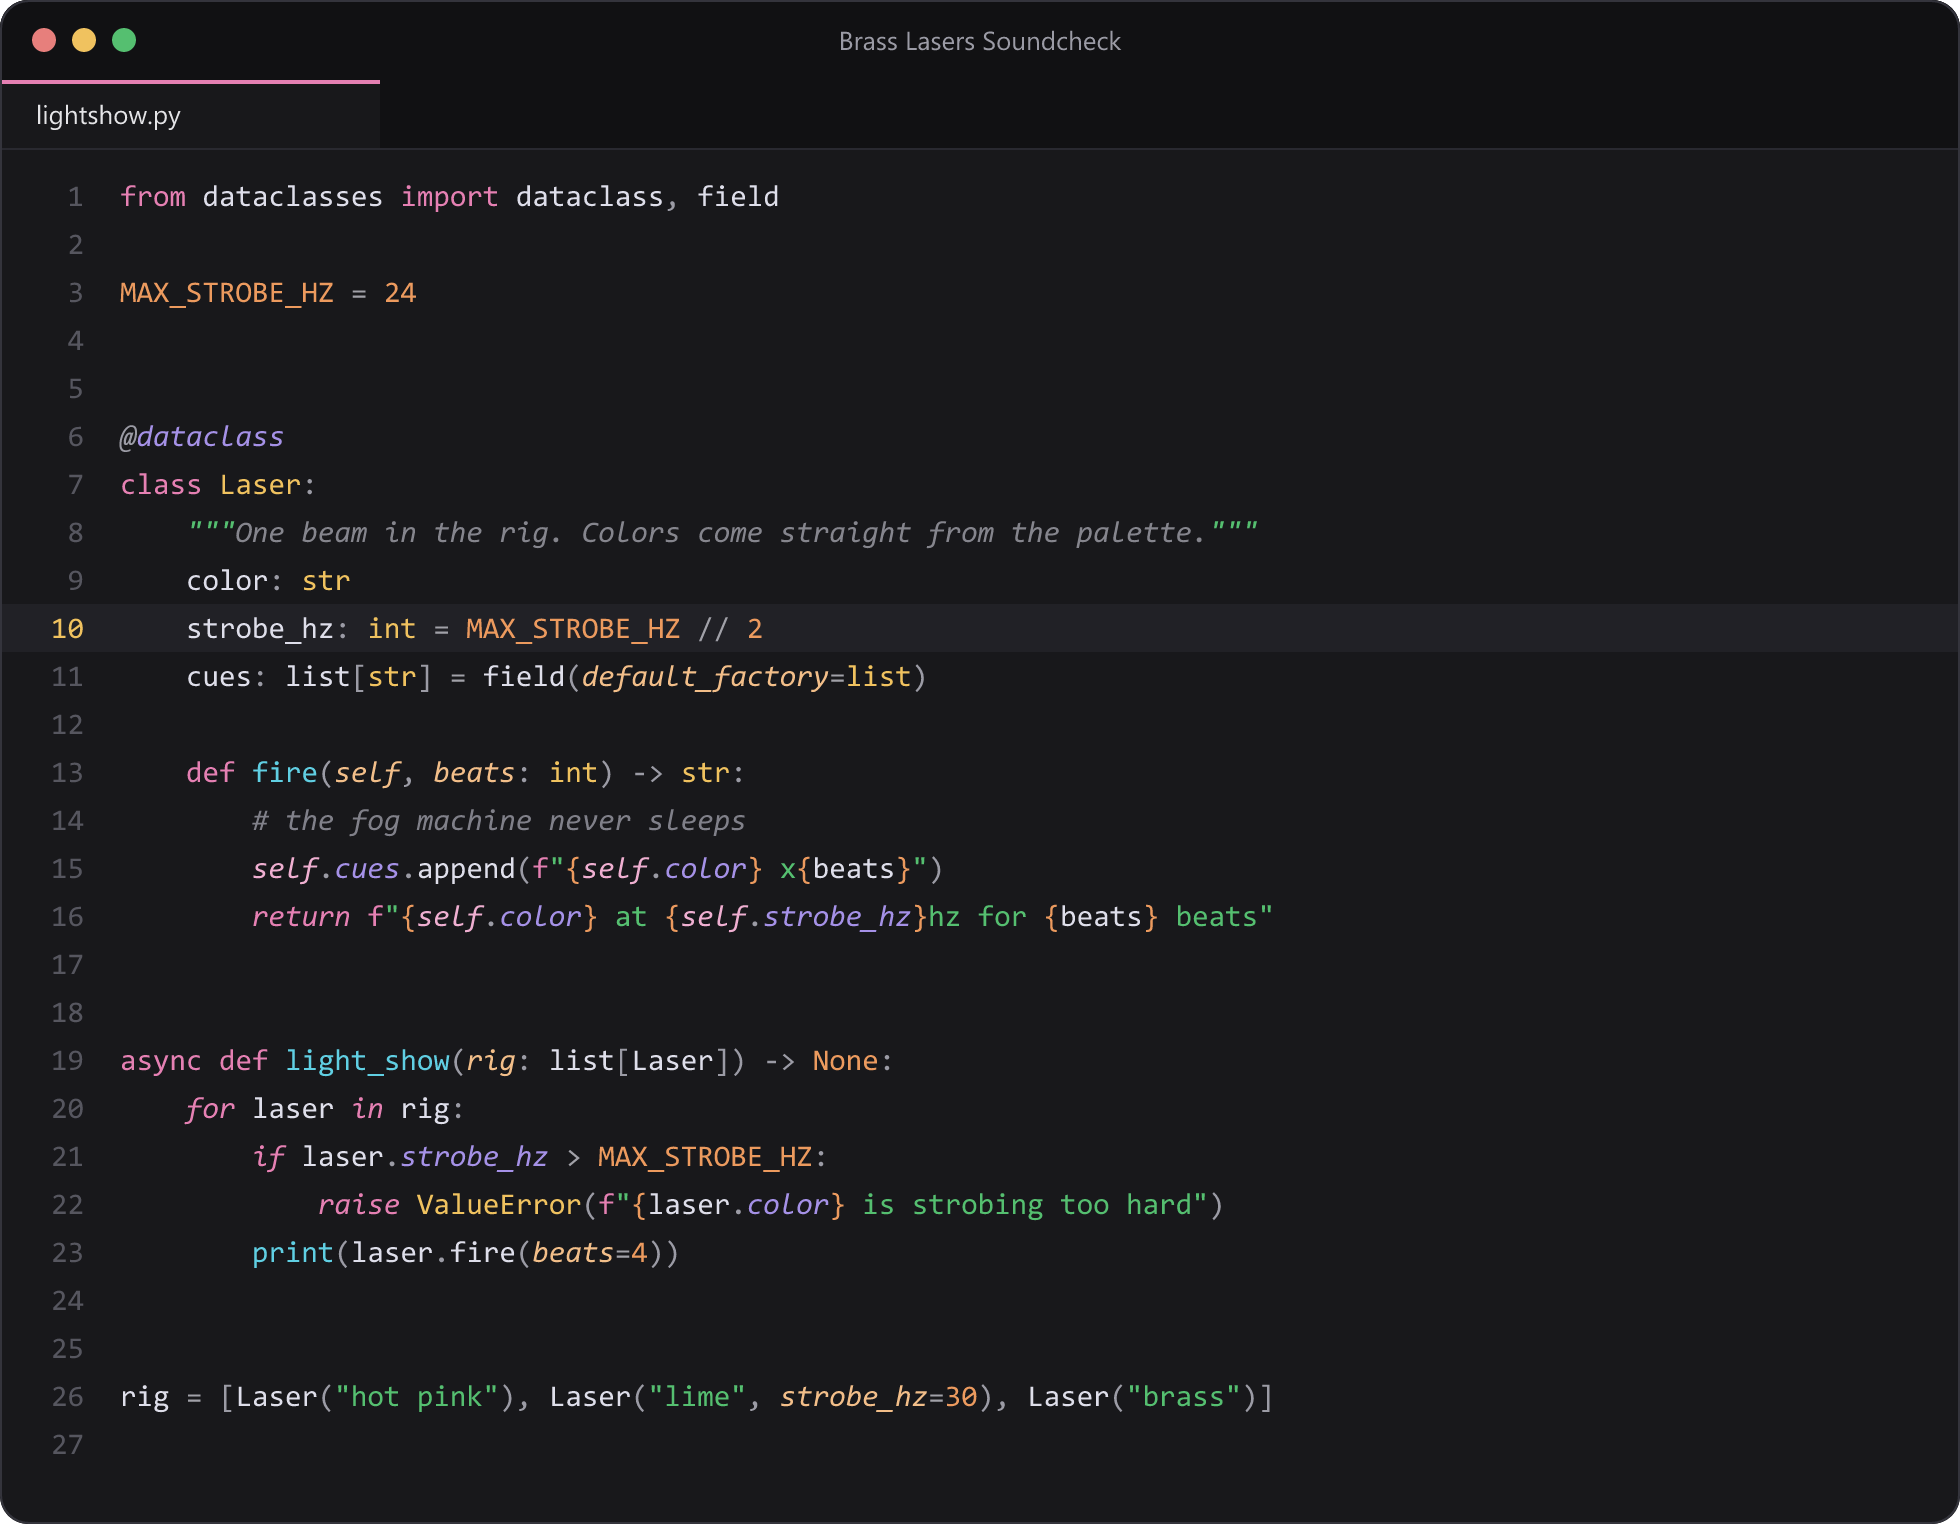 Brass Lasers Soundcheck
lightshow.py
1 from dataclasses import dataclass, field
2
3 MAX_STROBE_HZ = 24
4
5
6 @dataclass
7 class Laser:
8     """One beam in the rig. Colors come straight from the palette."""
9     color: str
10     strobe_hz: int = MAX_STROBE_HZ // 2
11     cues: list[str] = field(default_factory=list)
12
13     def fire(self, beats: int) -> str:
14         # the fog machine never sleeps
15         self.cues.append(f"{self.color} x{beats}")
16         return f"{self.color} at {self.strobe_hz}hz for {beats} beats"
17
18
19 async def light_show(rig: list[Laser]) -> None:
20     for laser in rig:
21         if laser.strobe_hz > MAX_STROBE_HZ:
22             raise ValueError(f"{laser.color} is strobing too hard")
23         print(laser.fire(beats=4))
24
25
26 rig = [Laser("hot pink"), Laser("lime", strobe_hz=30), Laser("brass")]
27